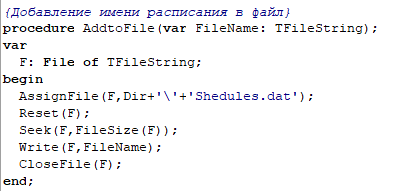 {Добавление имени расписания в файл}
procedure AddtoFile(var FileName: TFileString);
var
  F: File of TFileString;
begin
  AssignFile(F,Dir+'\'+'Shedules.dat');
  Reset(F);
  Seek(F,FileSize(F));
  Write(F,FileName);
  CloseFile(F);
end;